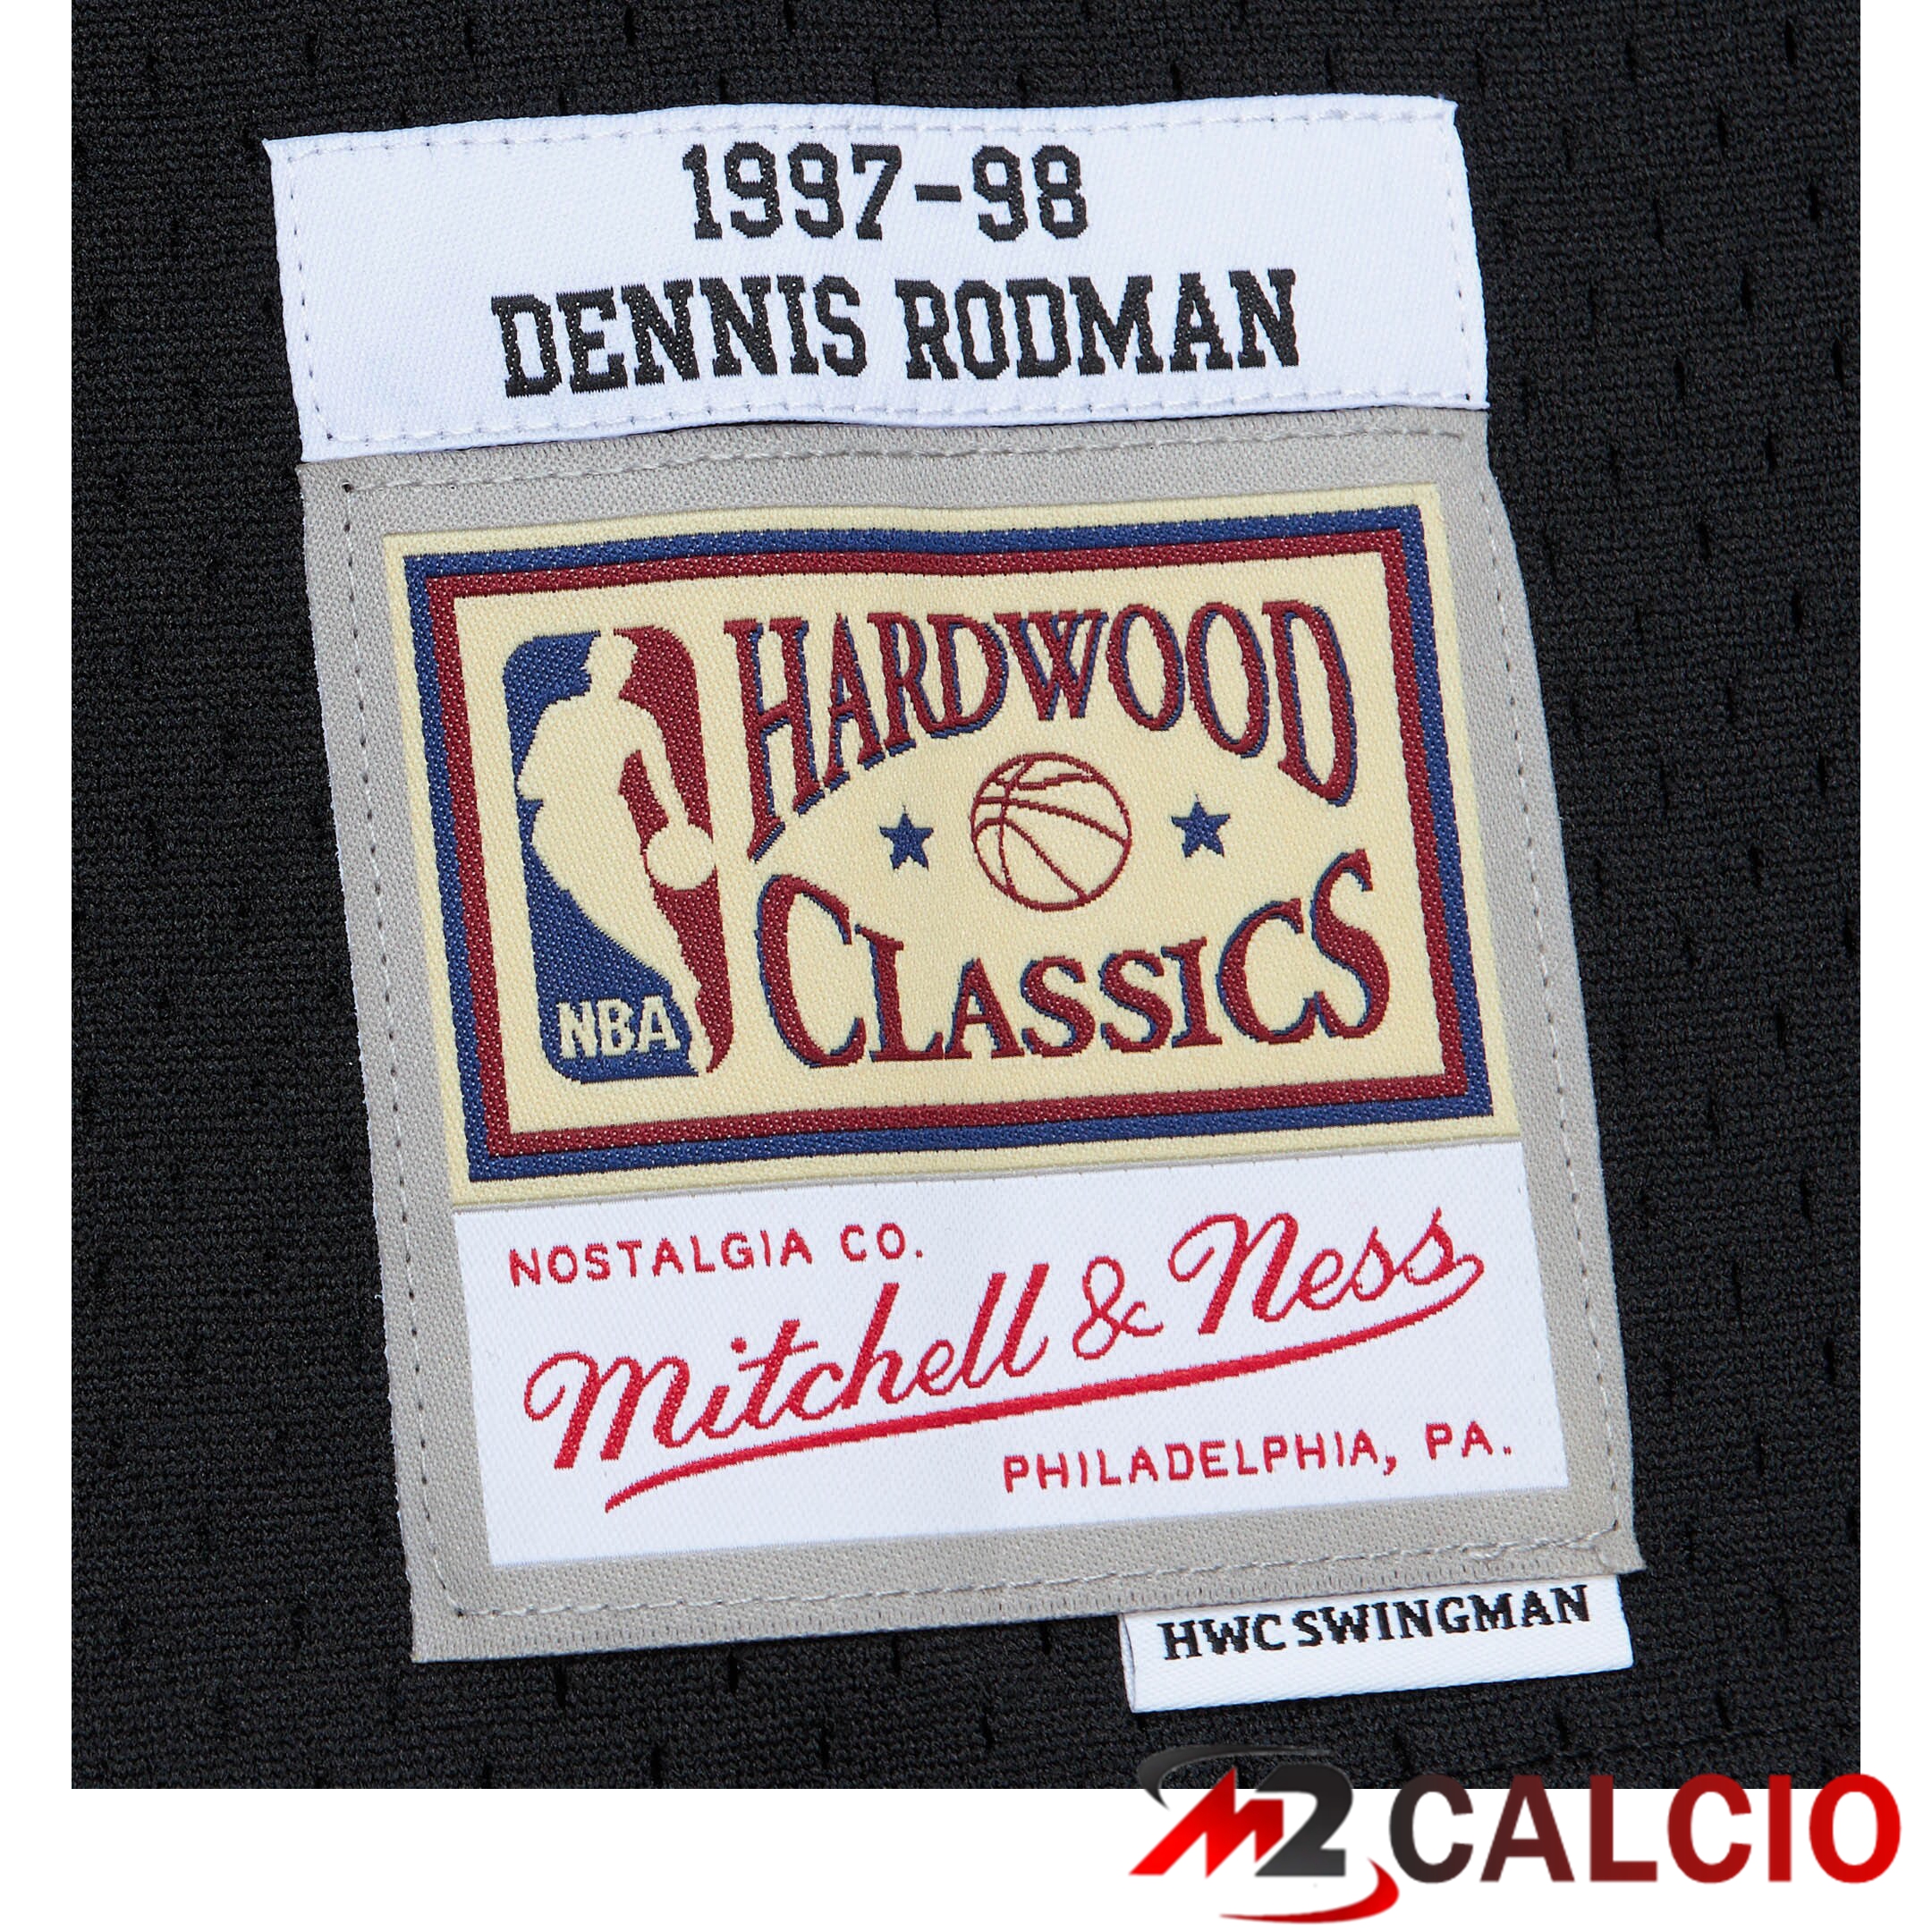 1997-98
DENNIS RODMAN
HARDWOOD
CLASSICS
NBA
NOSTALGIA CO.
Mitchell & Ness
PHILADELPHIA, PA.
HWC SWINGMAN
M2CALCIO